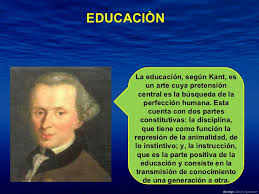 EDUCACIÒN
La educación, según Kant, es
un arte cuya pretensión
central es la búsqueda de la
perfección humana. Esta
cuenta con dos partes
constitutivas: la disciplina,
que tiene como función la
represión de la animalidad, de
lo instintivo; y, la instrucción,
que es la parte positiva de la
educación y consiste en la
transmisión de conocimiento
de una generación a otra.